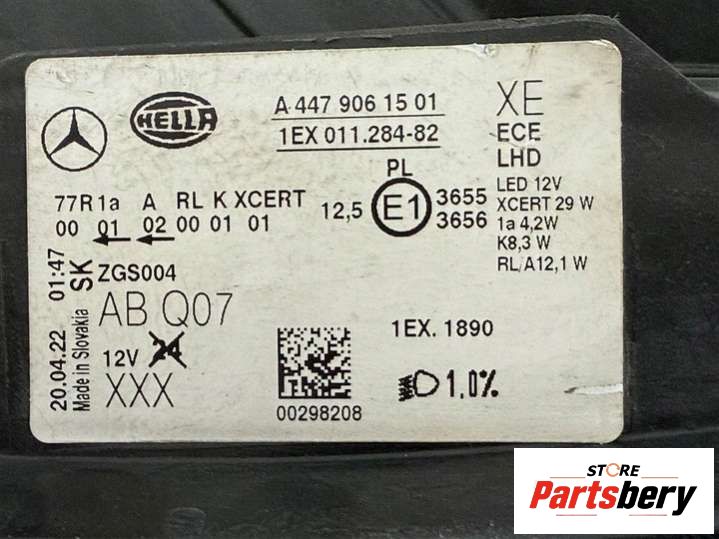 HELLA
A 447 906 15 01
1EX 011.284-82
XE
ECE
LHD
PL
LED 12V
XCERT 29 W
1a 4,2W
K8,3 W
RL/A12,1 W
77R 1a A RL K XCERT
00 01 02 00 01 01
12,5
E1
3655
3656
ZGS004
AB Q07
12V 24
XXX
20.04.22 01:47
Made in Slovakia SK
00298208
1EX. 1890
1.0%
STORE
Partsbery